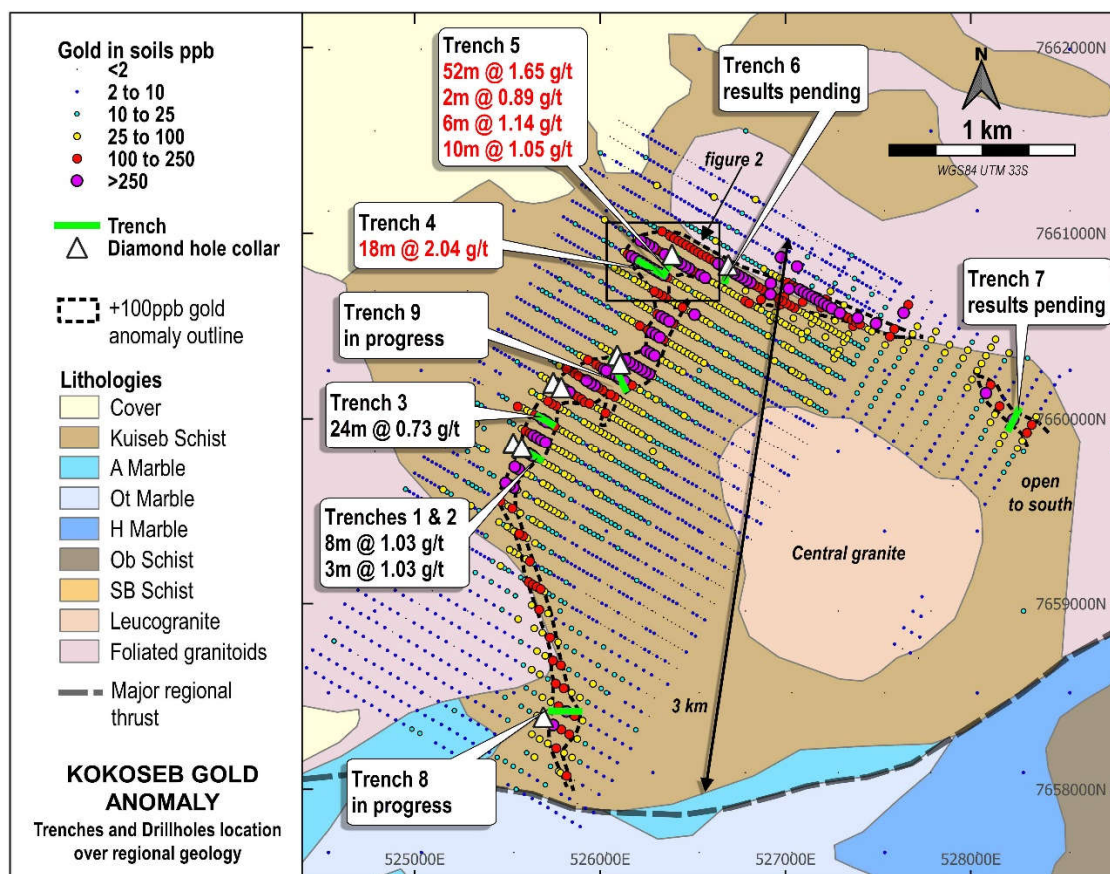 Gold in soils ppb
<2
2 to 10
10 to 25
25 to 100
100 to 250
>250
Trench
Diamond hole collar
+100ppb gold
anomaly outline
Lithologies
Cover
Kuiseb Schist
A Marble
Ot Marble
H Marble
Ob Schist
SB Schist
Leucogranite
Foliated granitoids
Major regional
thrust
KOKOSEB GOLD
ANOMALY
Trenches and Drillholes location
over regional geology
Trench 5
52m @ 1.65 g/t
2m @ 0.89 g/t
6m @ 1.14 g/t
10m @ 1.05 g/t
Trench 6
results pending
N
1 km
WGS84 UTM 33S
7662000N
figure 2
Trench 4
18m @ 2.04 g/t
7661000N
Trench 7
results pending
Trench 9
in progress
Trench 3
24m @ 0.73 g/t
7660000N
open
to south
Trenches 1 & 2
8m @ 1.03 g/t
3m @ 1.03 g/t
Central granite
7659000N
3 km
Trench 8
in progress
7658000N
525000E
526000E
527000E
528000E